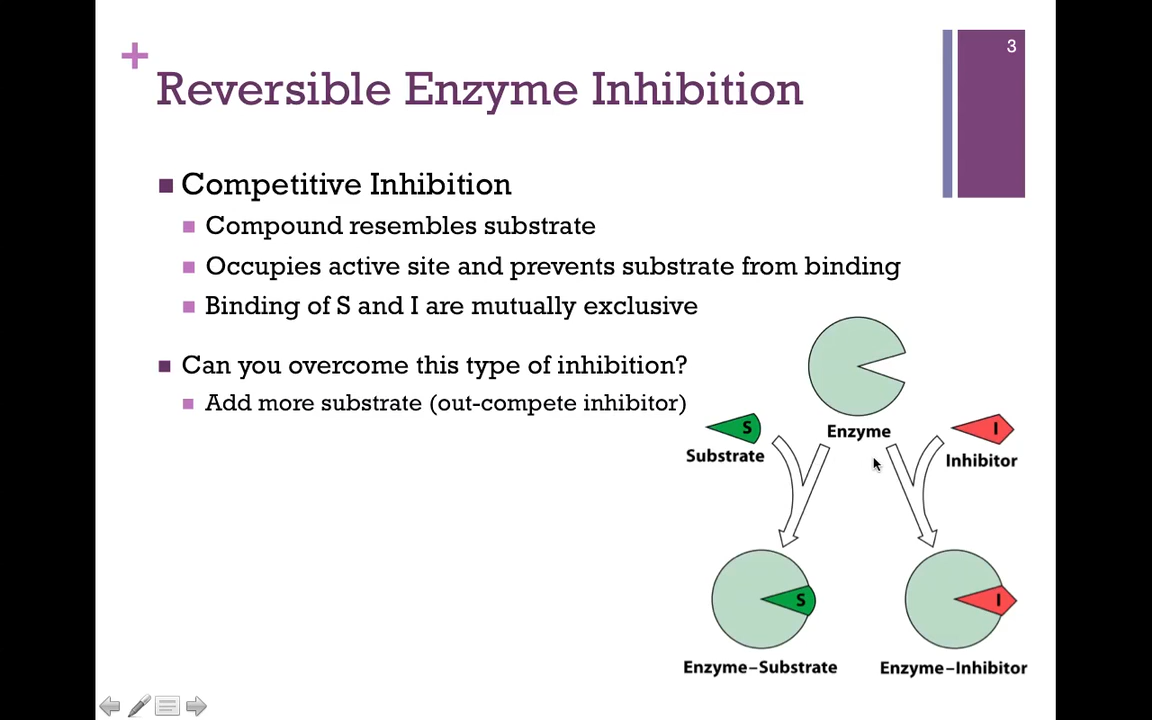 3
+
Reversible Enzyme Inhibition
Competitive Inhibition
Compound resembles substrate
Occupies active site and prevents substrate from binding
Binding of S and I are mutually exclusive
Can you overcome this type of inhibition?
Add more substrate (out-compete inhibitor)
S
Substrate
Enzyme
I
Inhibitor
S
I
Enzyme–Substrate
Enzyme–Inhibitor